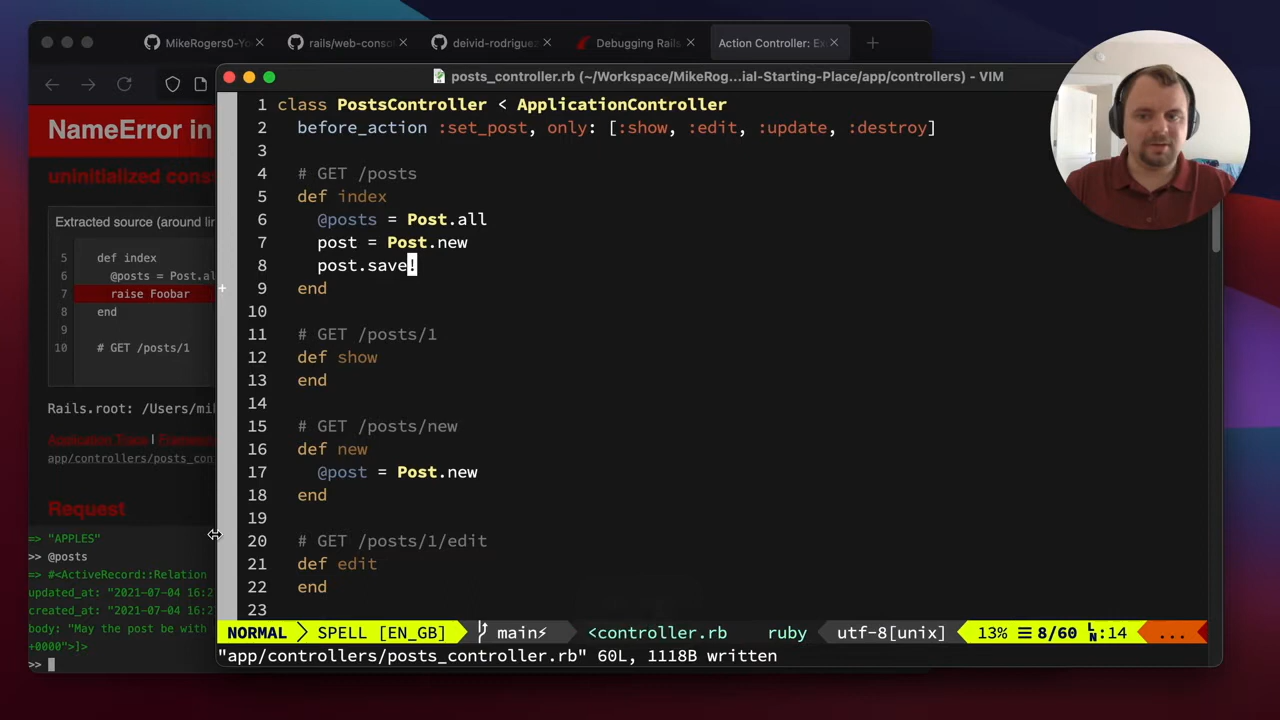 MikeRogers0-Yo
rails/web-conso
deivid-rodriguez
Debugging Rails
Action Controller: Ex
posts_controller.rb (~/Workspace/MikeRog...ial-Starting-Place/app/controllers) - VIM
NameError in
uninitialized cons
Extracted source (around lin
5 def index
6 @posts = Post.al
7 raise Foobar
8 end
9
10 # GET /posts/1
Rails.root: /Users/mi
Application Trace | Framew
app/controllers/posts_con
Request
=> "APPLES"
>> @posts
=> #<ActiveRecord::Relation
updated_at: "2021-07-04 16:2
created_at: "2021-07-04 16:2
body: "May the post be with
+0000">]>
>>
1 class PostsController < ApplicationController
2 before_action :set_post, only: [:show, :edit, :update, :destroy]
3
4 # GET /posts
5 def index
6 @posts = Post.all
7 post = Post.new
8 post.save!
+ 9 end
10
11 # GET /posts/1
12 def show
13 end
14
15 # GET /posts/new
16 def new
17 @post = Post.new
18 end
19
20 # GET /posts/1/edit
21 def edit
22 end
23
NORMAL SPELL [EN_GB] main⚡ <controller.rb ruby utf-8[unix] 13% ☰ 8/60 LN:14 ...
"app/controllers/posts_controller.rb" 60L, 1118B written